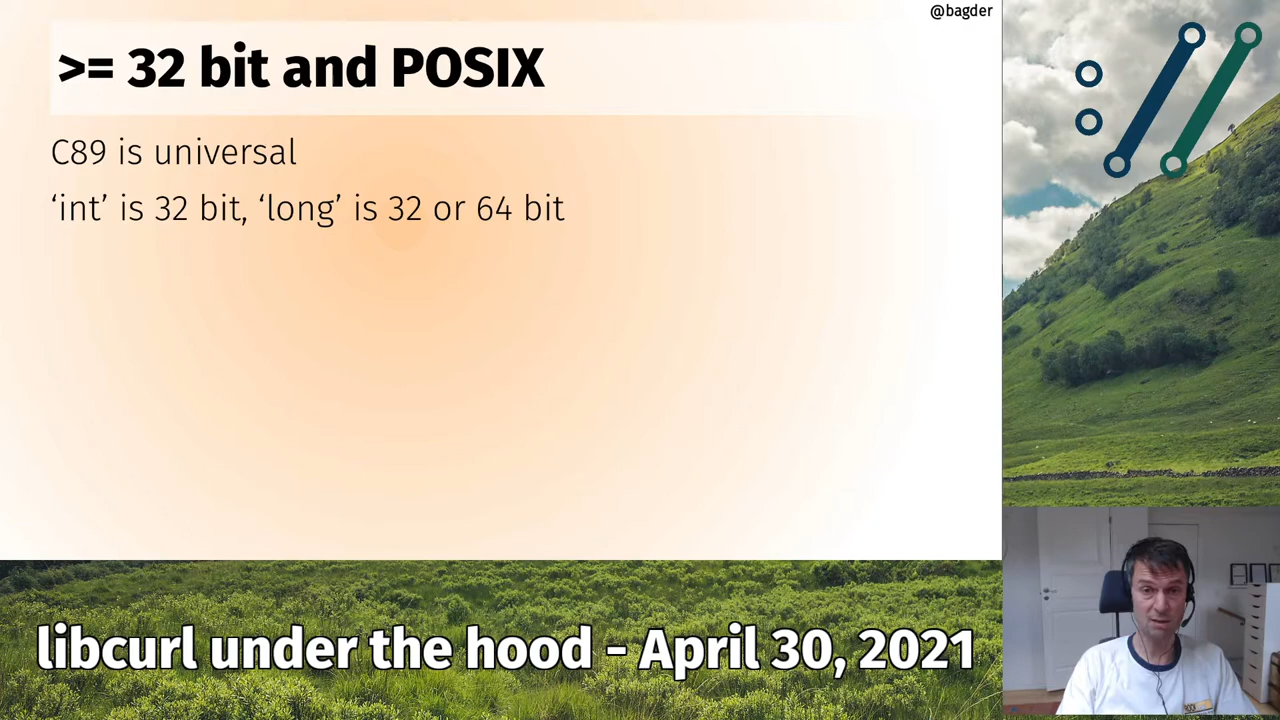 @bagder
>= 32 bit and POSIX
C89 is universal
‘int’ is 32 bit, ‘long’ is 32 or 64 bit
libcurl under the hood - April 30, 2021